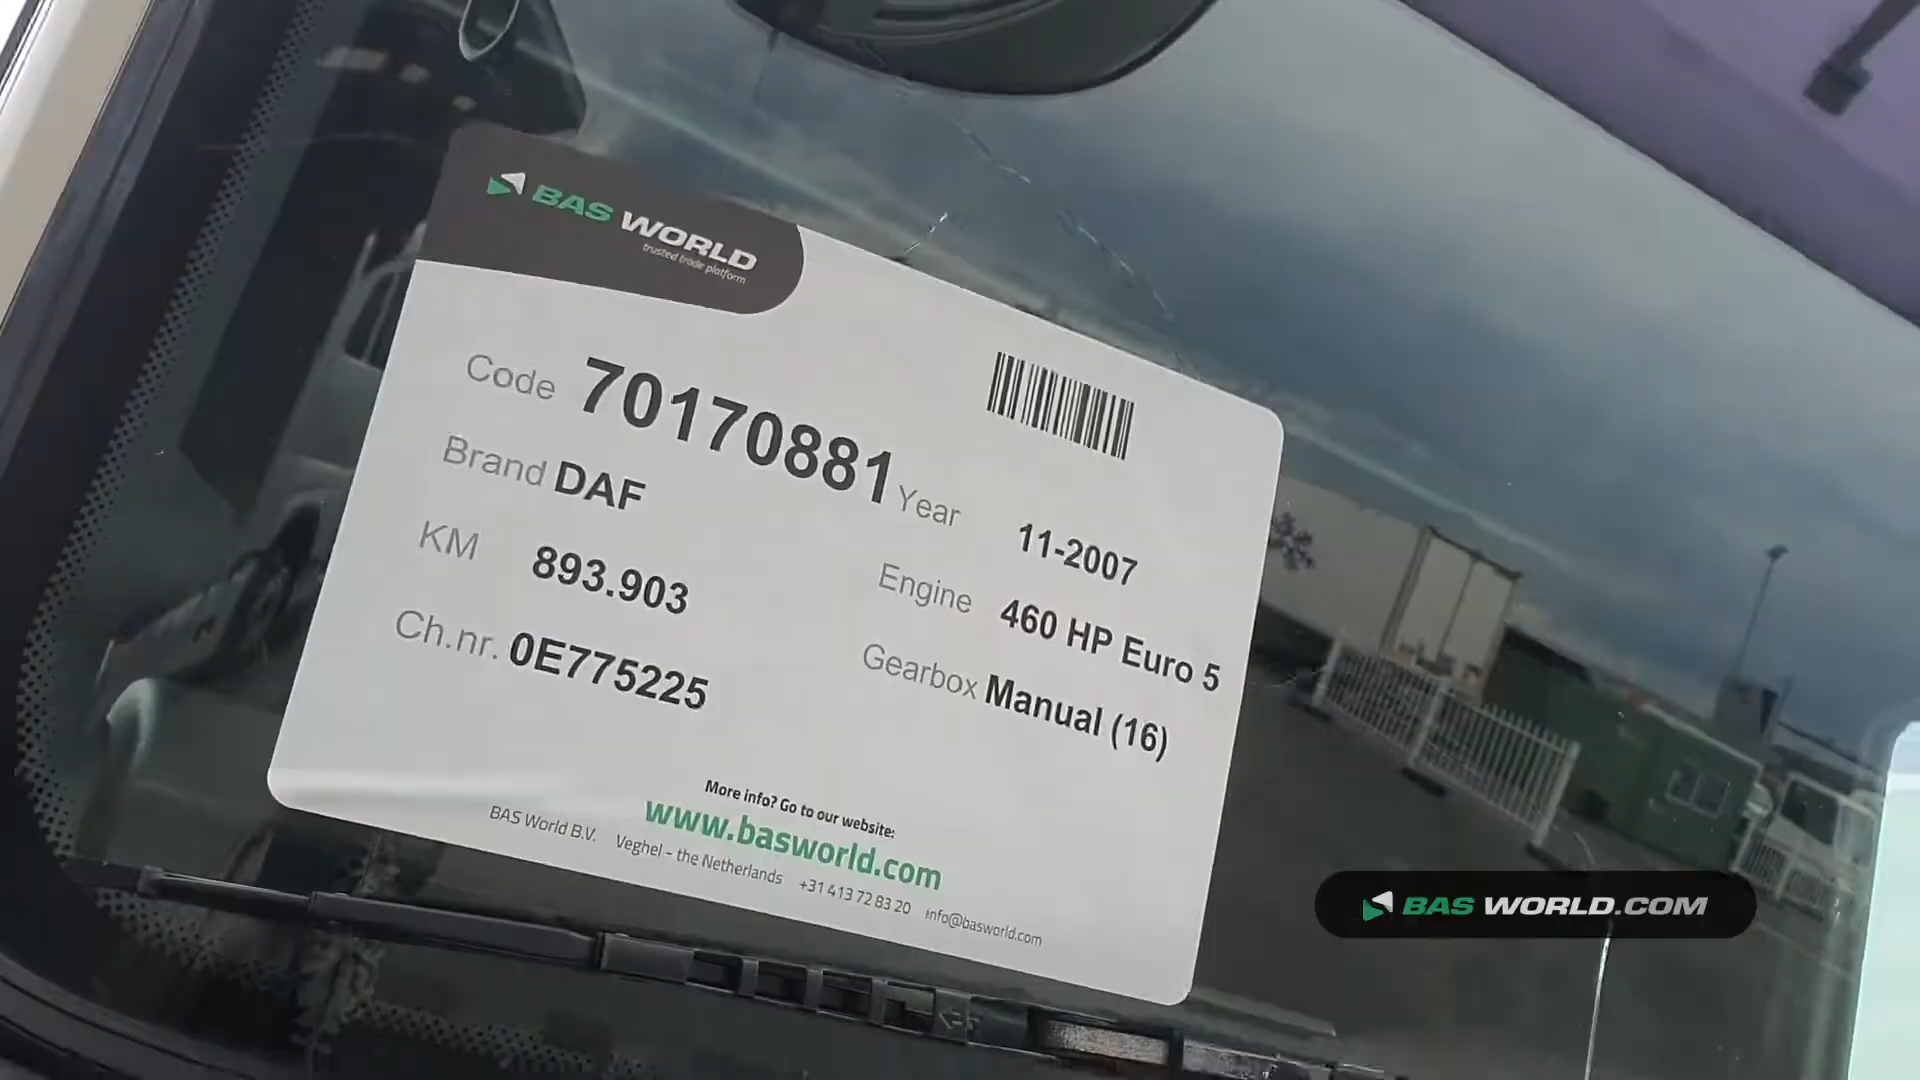 BAS WORLD
trusted trade platform
Code 70170881
Brand DAF
KM 893.903
Ch.nr. 0E775225
Year 11-2007
Engine 460 HP Euro 5
Gearbox Manual (16)
More info? Go to our website:
www.basworld.com
BAS World B.V. Veghel - the Netherlands +31 413 72 83 20 info@basworld.com
BAS WORLD.COM